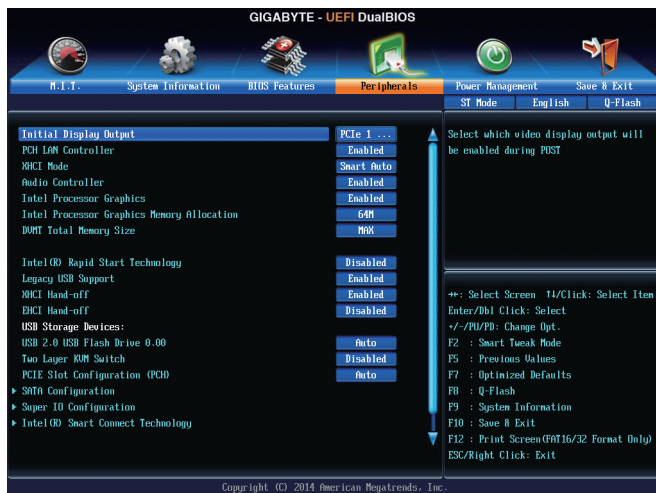 GIGABYTE - UEFI DualBIOS
M.I.T.
System Information
BIOS Features
Peripherals
Power Management
Save & Exit
ST Mode
English
Q-Flash
Initial Display Output PCIe 1 ...
PCH LAN Controller Enabled
XHCI Mode Smart Auto
Audio Controller Enabled
Intel Processor Graphics Enabled
Intel Processor Graphics Memory Allocation 64M
DVMT Total Memory Size MAX
Intel(R) Rapid Start Technology Disabled
Legacy USB Support Enabled
XHCI Hand-off Enabled
EHCI Hand-off Disabled
USB Storage Devices:
USB 2.0 USB Flash Drive 0.00 Auto
Two Layer KVM Switch Disabled
PCIE Slot Configuration (PCH) Auto
SATA Configuration
Super IO Configuration
Intel(R) Smart Connect Technology
Select which video display output will
be enabled during POST
↔: Select Screen ↑↓/Click: Select Item
Enter/Dbl Click: Select
+/-/PU/PD: Change Opt.
F2 : Smart Tweak Mode
F5 : Previous Values
F7 : Optimized Defaults
F8 : Q-Flash
F9 : System Information
F10 : Save & Exit
F12 : Print Screen(FAT16/32 Format Only)
ESC/Right Click: Exit
Copyright (C) 2014 American Megatrends, Inc.